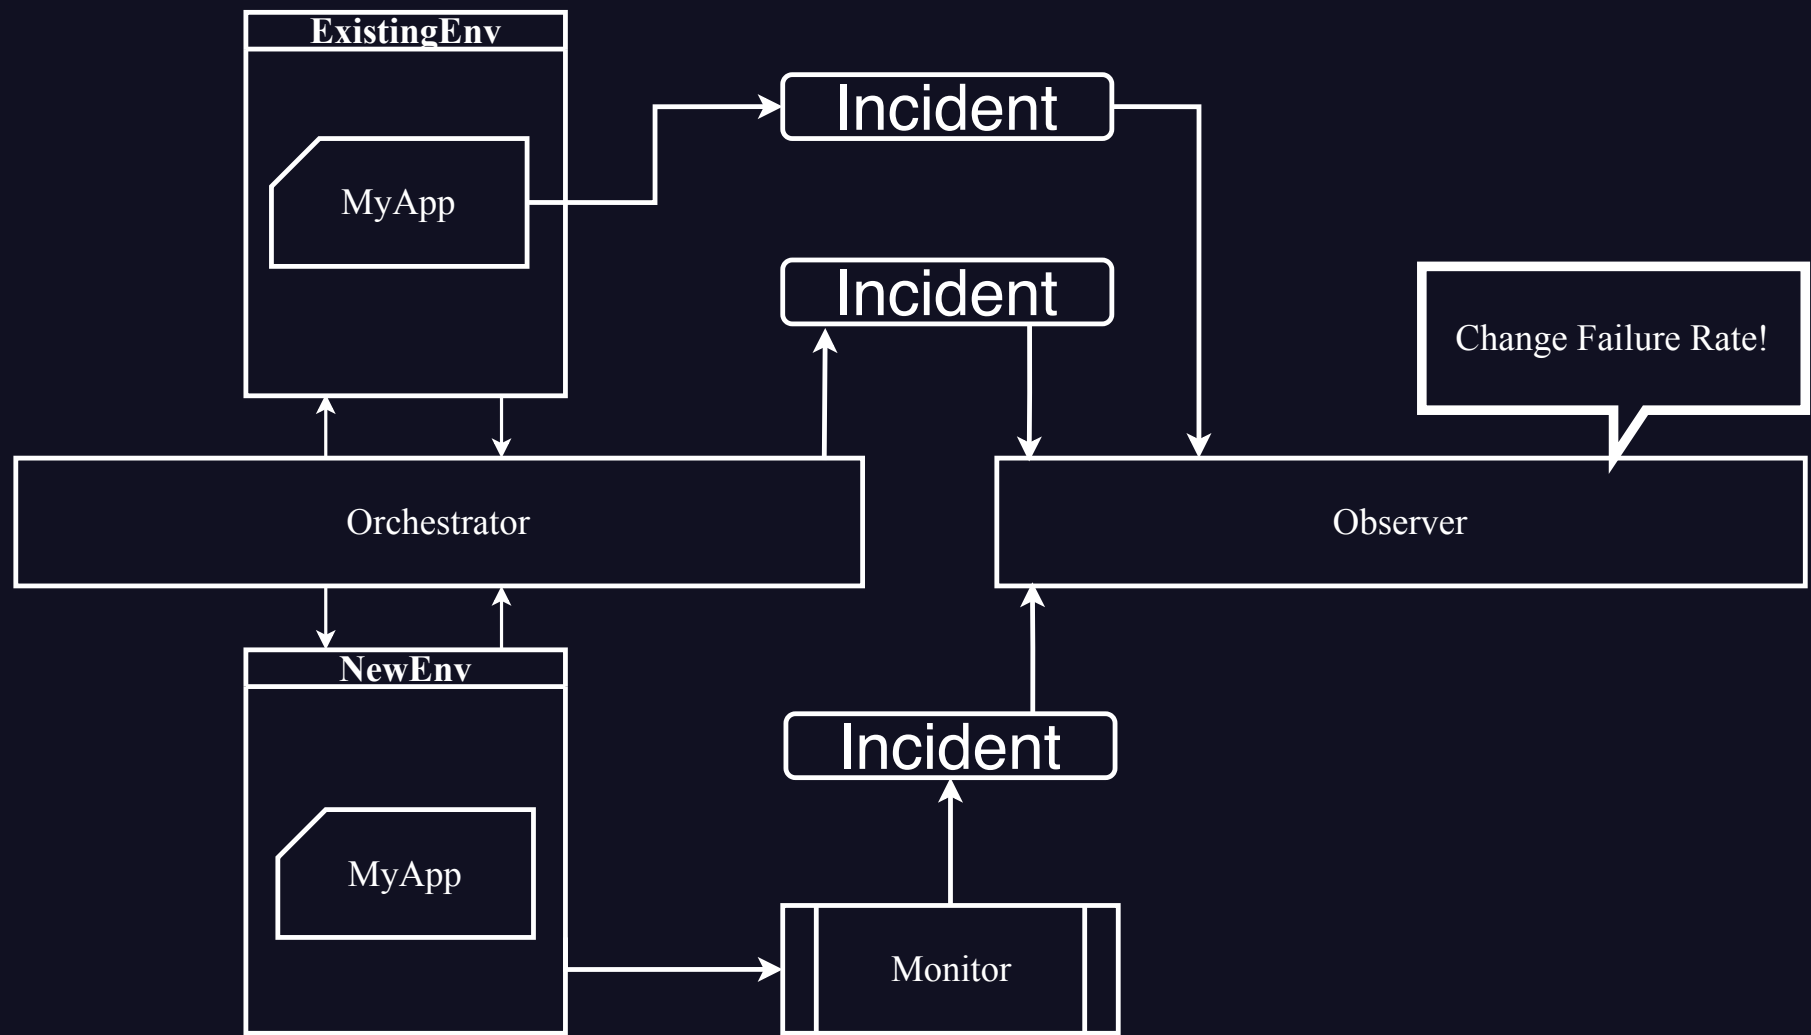 ExistingEnv
Incident
MyApp
Incident
Change Failure Rate!
Orchestrator
Observer
NewEnv
Incident
MyApp
Monitor